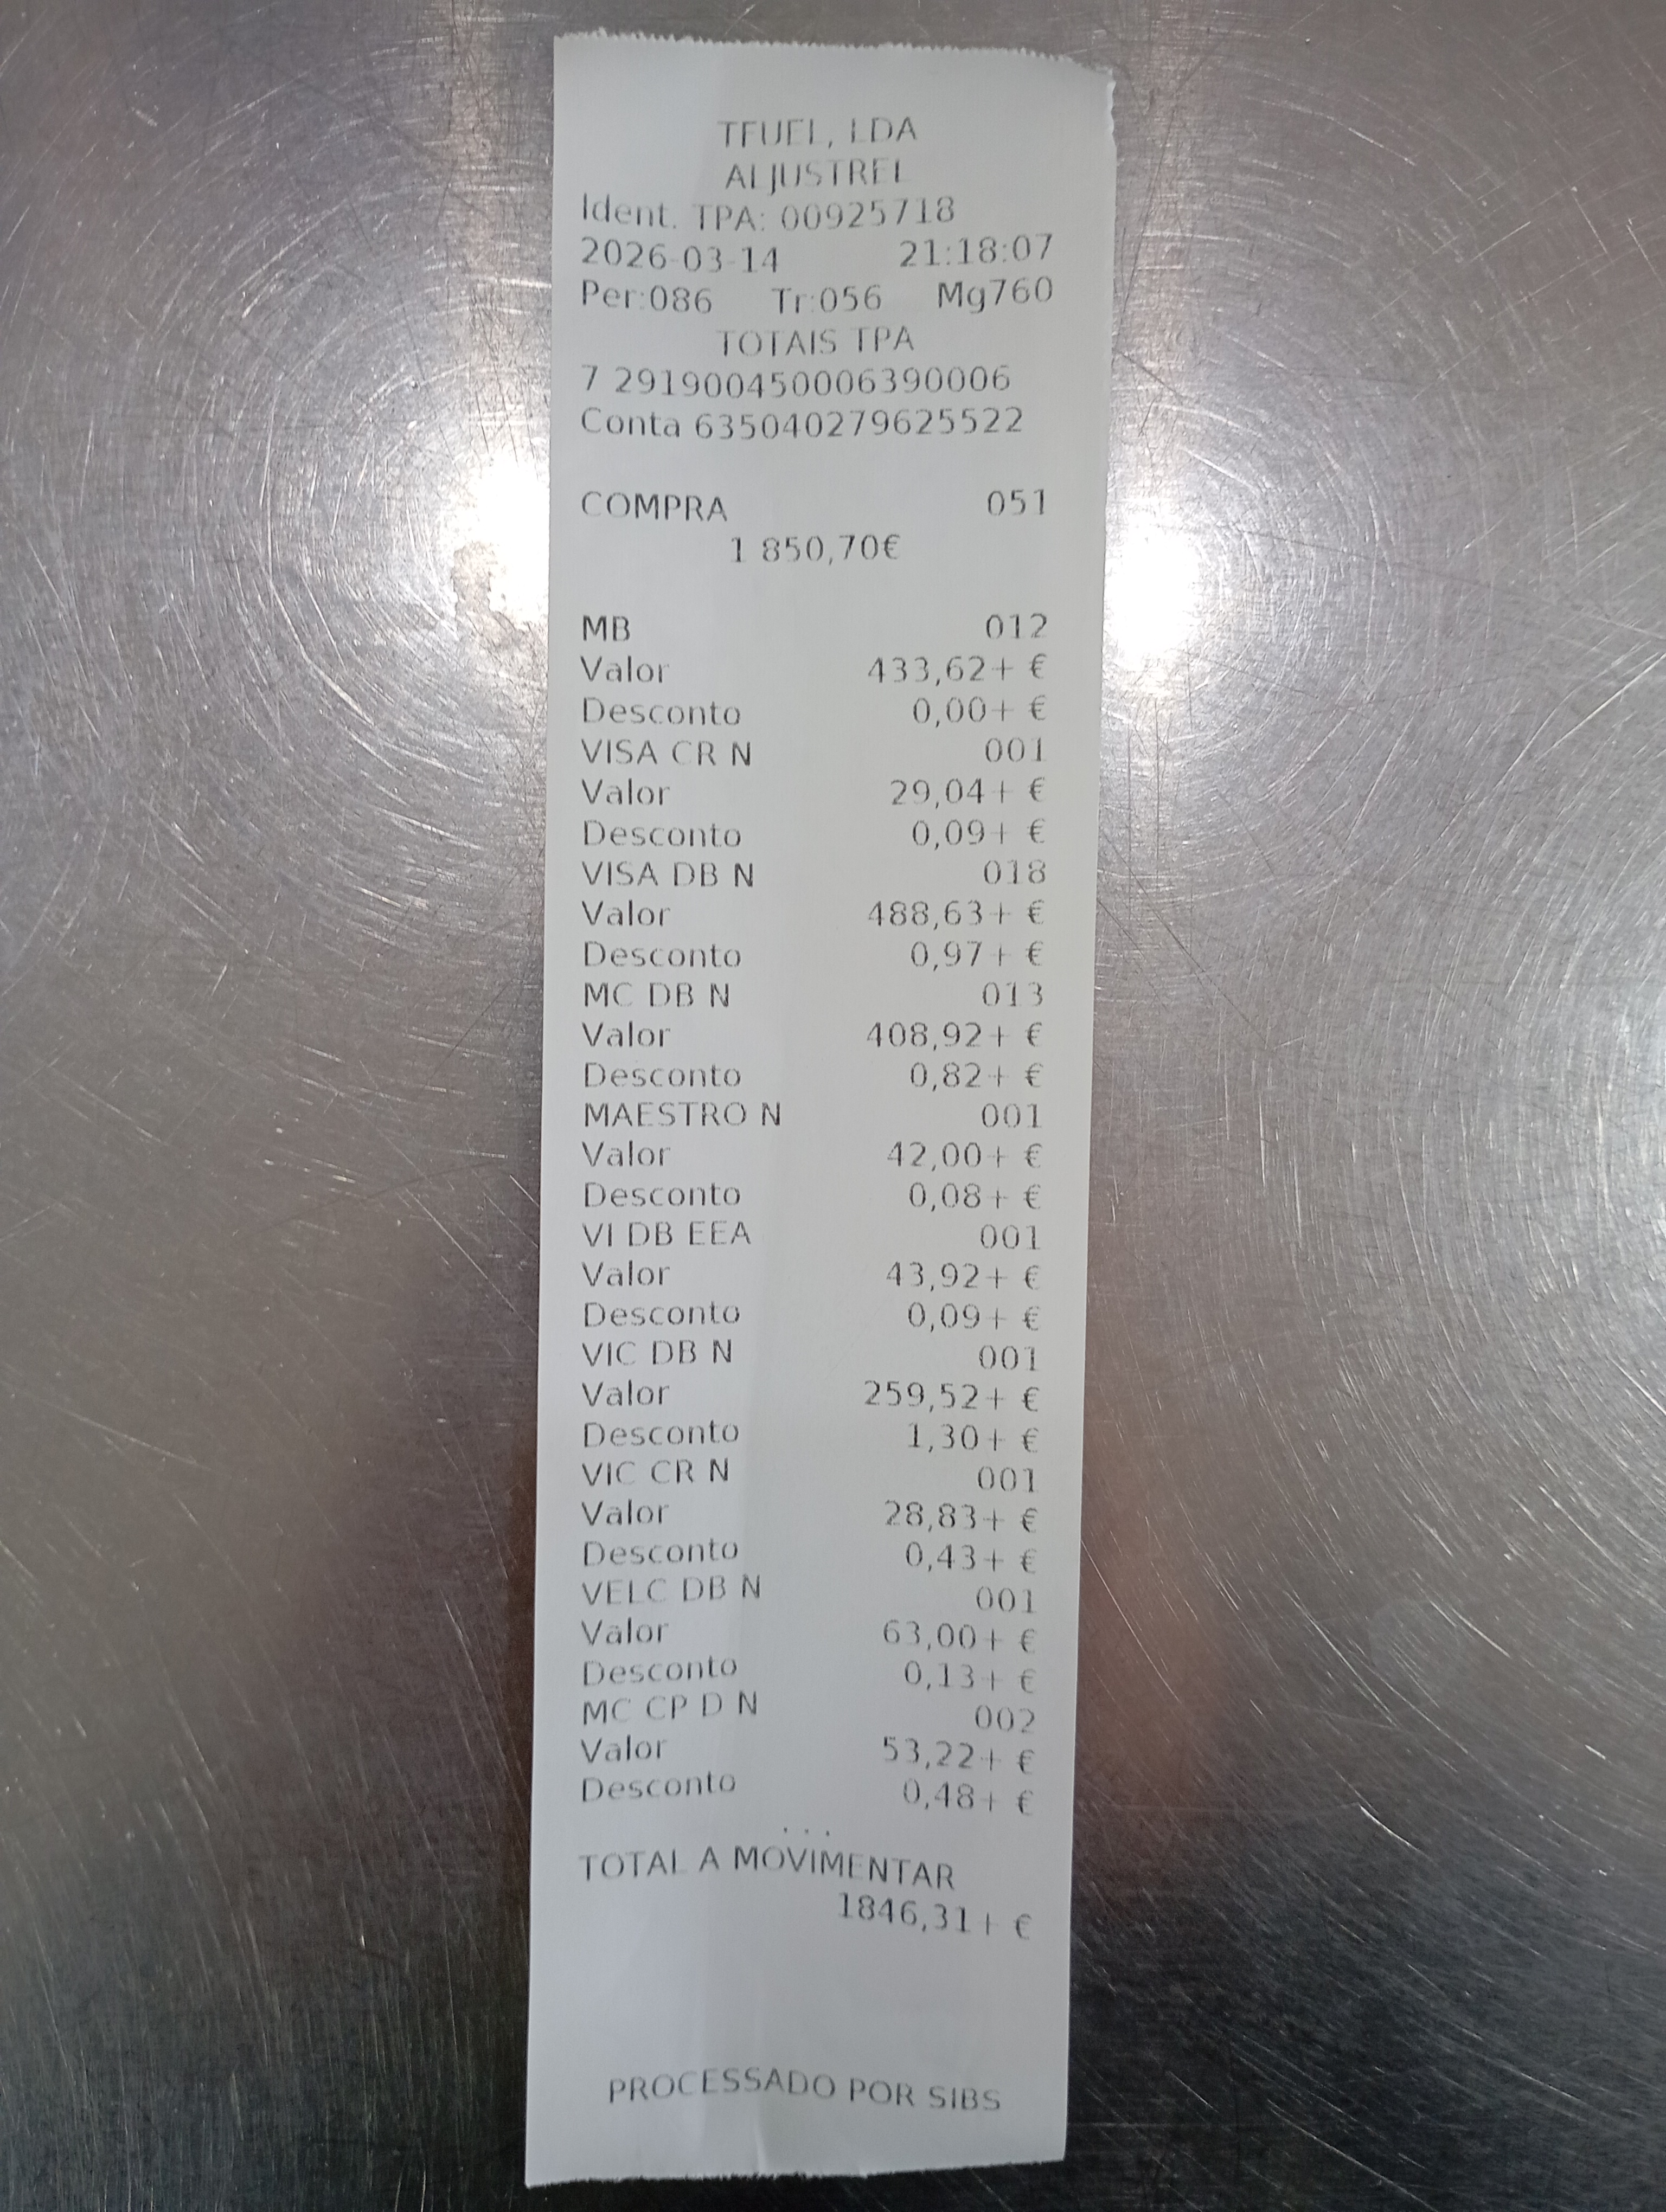 TFUEL, LDA
ALJUSTREL
Ident. TPA: 00925718
2026-03-14 21:18:07
Per:086 Tr:056 Mg760
TOTAIS TPA
7 291900450006390006
Conta 635040279625522
COMPRA 051
1 850,70€
MB 012
Valor 433,62+ €
Desconto 0,00+ €
VISA CR N 001
Valor 29,04+ €
Desconto 0,09+ €
VISA DB N 018
Valor 488,63+ €
Desconto 0,97+ €
MC DB N 013
Valor 408,92+ €
Desconto 0,82+ €
MAESTRO N 001
Valor 42,00+ €
Desconto 0,08+ €
VI DB EEA 001
Valor 43,92+ €
Desconto 0,09+ €
VIC DB N 001
Valor 259,52+ €
Desconto 1,30+ €
VIC CR N 001
Valor 28,83+ €
Desconto 0,43+ €
VELC DB N 001
Valor 63,00+ €
Desconto 0,13+ €
MC CP D N 002
Valor 53,22+ €
Desconto 0,48+ €
...
TOTAL A MOVIMENTAR
1846,31+ €
PROCESSADO POR SIBS